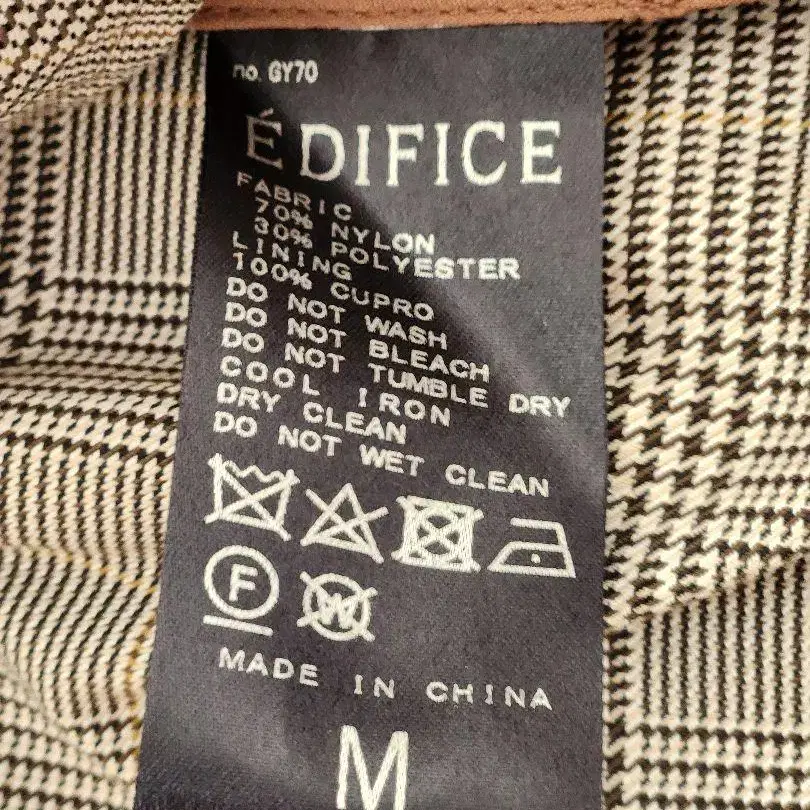 no. GY70
ÉDIFICE
FABRIC
70% NYLON
30% POLYESTER
LINING
100% CUPRO
DO NOT WASH
DO NOT BLEACH
DO NOT TUMBLE DRY
COOL IRON
DRY CLEAN
DO NOT WET CLEAN
F
W
MADE IN CHINA
M